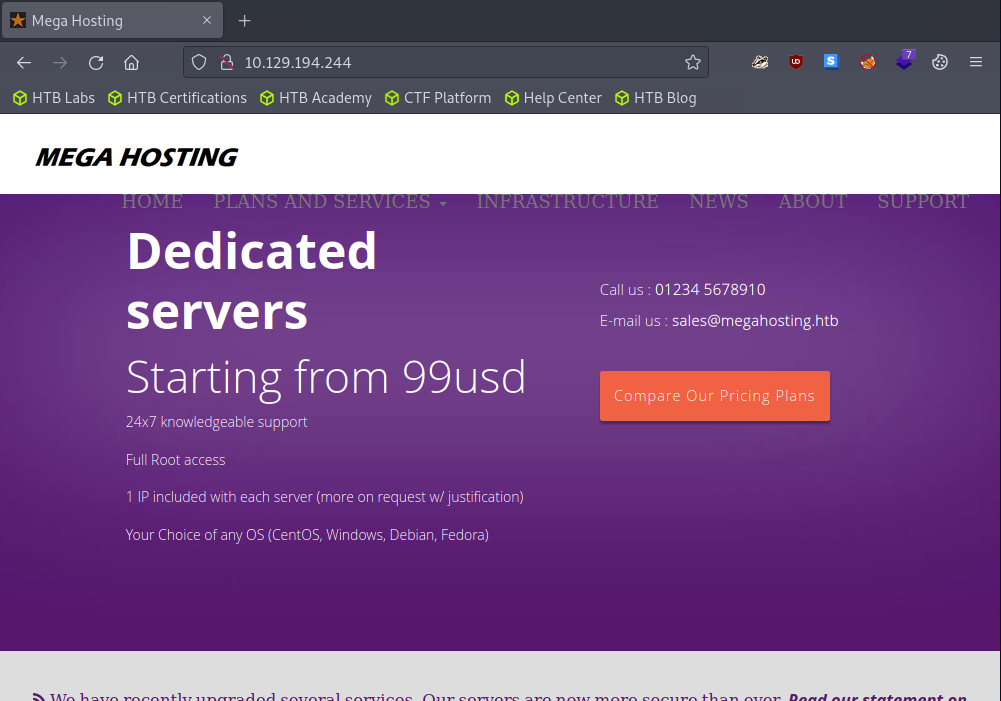 Mega Hosting
10.129.194.244
7
HTB Labs HTB Certifications HTB Academy CTF Platform Help Center HTB Blog
MEGA HOSTING
HOME PLANS AND SERVICES INFRASTRUCTURE NEWS ABOUT SUPPORT
Dedicated
servers
Starting from 99usd
24x7 knowledgeable support
Full Root access
1 IP included with each server (more on request w/ justification)
Your Choice of any OS (CentOS, Windows, Debian, Fedora)
Call us : 01234 5678910
E-mail us : sales@megahosting.htb
Compare Our Pricing Plans
We have recently upgraded several services. Our servers are now more secure than ever. Read our statement on